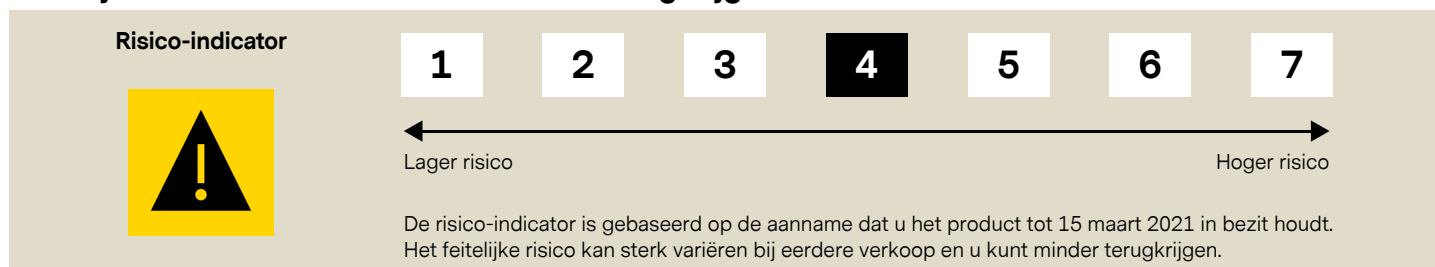 Risico-indicator
1 2 3 4 5 6 7
Lager risico Hoger risico
De risico-indicator is gebaseerd op de aanname dat u het product tot 15 maart 2021 in bezit houdt.
Het feitelijke risico kan sterk variëren bij eerdere verkoop en u kunt minder terugkrijgen.